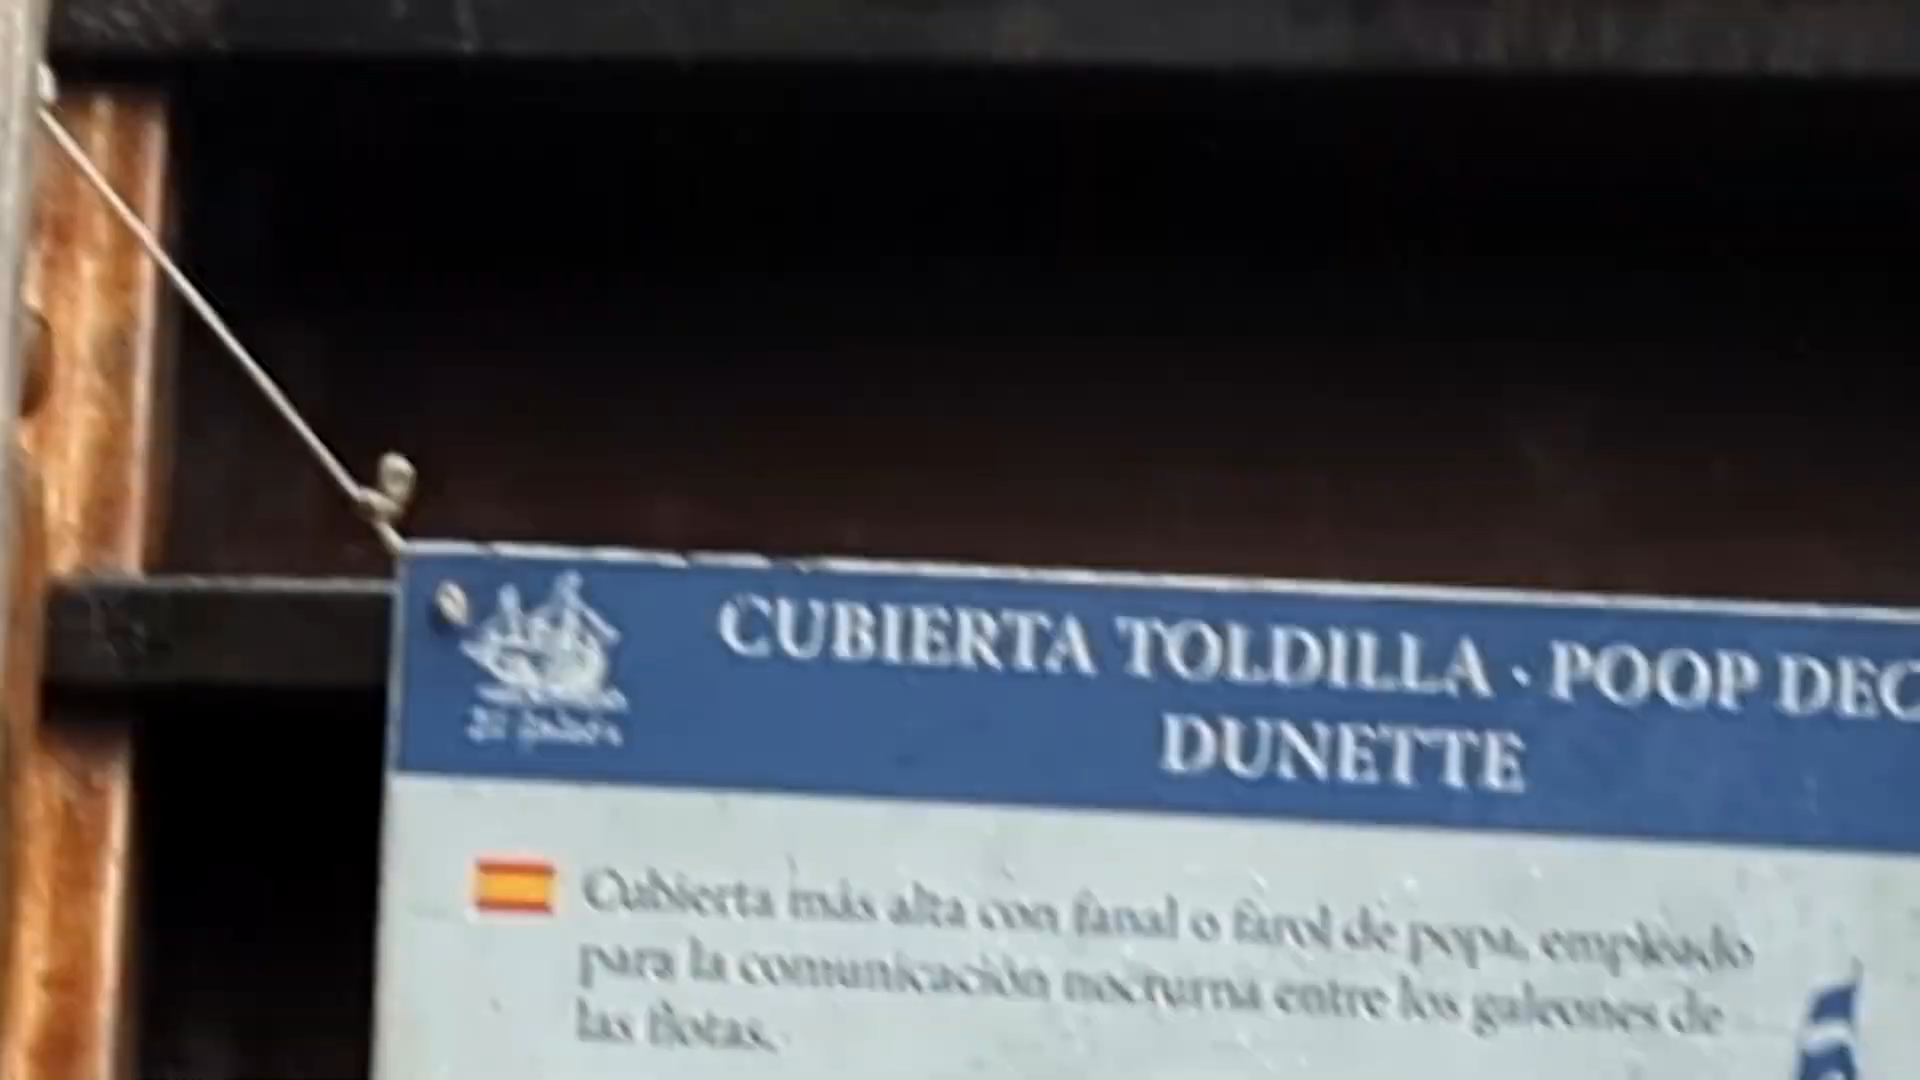 CUBIERTA TOLDILLA · POOP DEC
DUNETTE
Cubierta más alta con fanal o farol de popa, empleado
para la comunicación nocturna entre los galeones de
las flotas.